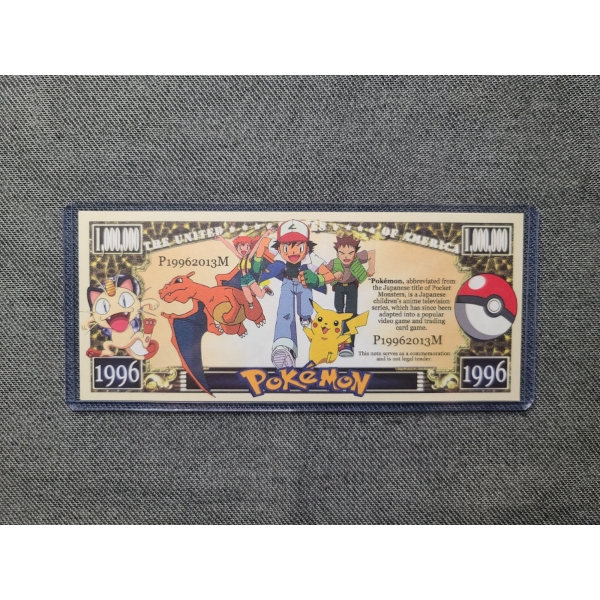 1,000,000
THE UNITED
OF AMERICA
1,000,000
P19962013M
"Pokémon, abbreviated from
the Japanese title of Pocket
Monsters, is a Japanese
children's anime television
series, which has since been
adapted into a popular
video game and trading
card game.
P19962013M
This note serves as a commemoration
and is not legal tender.
1996
POKéMON
1996